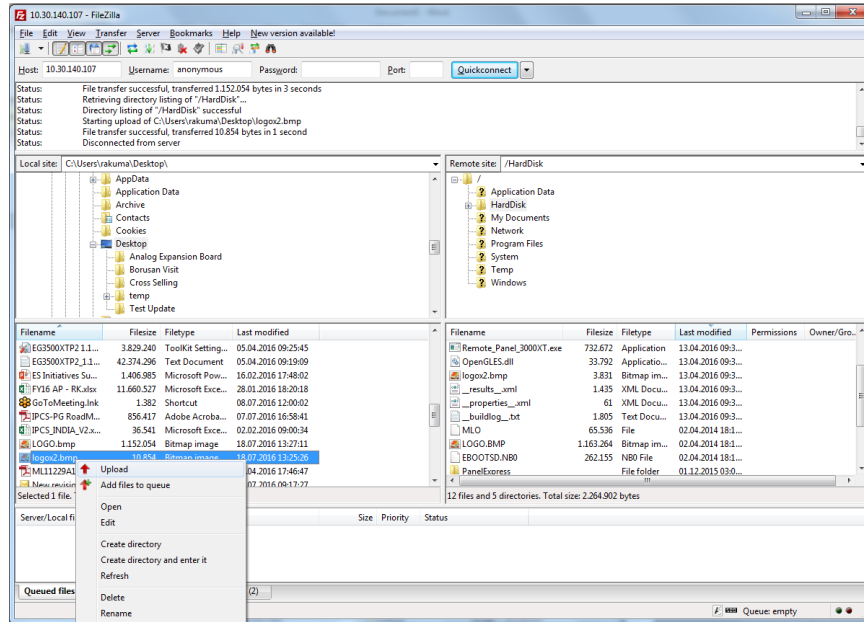 10.30.140.107 - FileZilla
File Edit View Transfer Server Bookmarks Help New version available!
Host: 10.30.140.107 Username: anonymous Password: Port: Quickconnect
Status: File transfer successful, transferred 1.152.054 bytes in 3 seconds
Status: Retrieving directory listing of "/HardDisk"...
Status: Directory listing of "/HardDisk" successful
Status: Starting upload of C:\Users\rakuma\Desktop\logox2.bmp
Status: File transfer successful, transferred 10.854 bytes in 1 second
Status: Disconnected from server
Local site: C:\Users\rakuma\Desktop\
AppData
Application Data
Archive
Contacts
Cookies
Desktop
Analog Expansion Board
Borusan Visit
Cross Selling
temp
Test Update
Remote site: /HardDisk
/
Application Data
HardDisk
My Documents
Network
Program Files
System
Temp
Windows
Filename Filesize Filetype Last modified
EG3500XTP2 1.1... 3.829.240 ToolKit Setting... 05.04.2016 09:25:45
EG3500XTP2_1.1... 42.374.296 Text Document 05.04.2016 09:19:09
ES Initiatives Su... 1.406.985 Microsoft Pow... 16.02.2016 17:48:02
FY16 AP - RK.xlsx 11.660.527 Microsoft Exce... 28.01.2016 18:20:18
GoToMeeting.lnk 1.382 Shortcut 08.07.2016 12:00:02
IPCS-PG RoadM... 856.417 Adobe Acroba... 07.07.2016 16:58:41
IPCS_INDIA_V2.x... 36.541 Microsoft Exce... 02.02.2016 09:00:34
LOGO.bmp 1.152.054 Bitmap image 18.07.2016 13:27:11
logox2.bmp 10.854 Bitmap image 18.07.2016 13:25:26
ML11229A1 .04.2016 17:46:47
New revision .07.2016 09:17:27
Selected 1 file.
Filename Filesize Filetype Last modified Permissions Owner/Gro...
Remote_Panel_3000XT.exe 732.672 Application 13.04.2016 09:3...
OpenGLES.dll 33.792 Applicatio... 13.04.2016 09:3...
logox2.bmp 3.831 Bitmap im... 13.04.2016 09:3...
__results__.xml 1.435 XML Docu... 13.04.2016 09:3...
__properties__.xml 61 XML Docu... 13.04.2016 09:3...
__buildlog__.txt 1.805 Text Docu... 13.04.2016 09:3...
MLO 65.536 File 02.04.2014 18:1...
LOGO.BMP 1.163.264 Bitmap im... 02.04.2014 18:1...
EBOOTSD.NB0 262.155 NB0 File 02.04.2014 18:1...
PanelExpress File folder 01.12.2015 03:0...
12 files and 5 directories. Total size: 2.264.902 bytes
Upload
Add files to queue
Open
Edit
Create directory
Create directory and enter it
Refresh
Delete
Rename
Server/Local fi Size Priority Status
Queued files (2)
Queue: empty